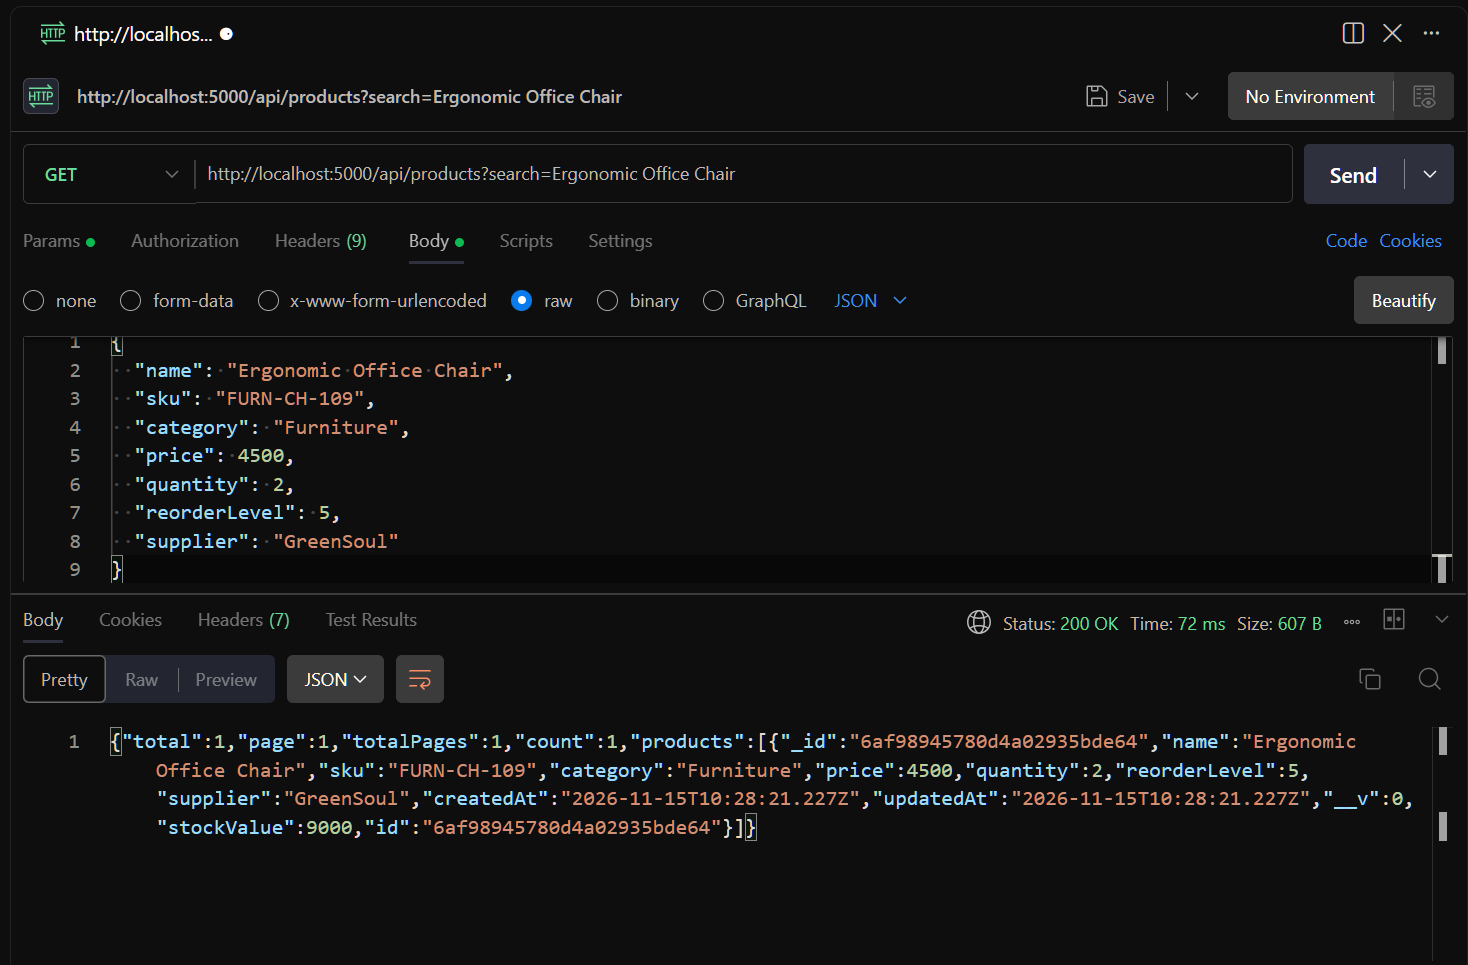 HTTP http://localhos...
HTTP http://localhost:5000/api/products?search=Ergonomic Office Chair Save No Environment
GET http://localhost:5000/api/products?search=Ergonomic Office Chair Send
Params Authorization Headers (9) Body Scripts Settings Code Cookies
none form-data x-www-form-urlencoded raw binary GraphQL JSON Beautify
1 {
2 "name": "Ergonomic Office Chair",
3 "sku": "FURN-CH-109",
4 "category": "Furniture",
5 "price": 4500,
6 "quantity": 2,
7 "reorderLevel": 5,
8 "supplier": "GreenSoul"
9 }
Body Cookies Headers (7) Test Results Status: 200 OK Time: 72 ms Size: 607 B
Pretty Raw Preview JSON
1 {"total":1,"page":1,"totalPages":1,"count":1,"products":[{"_id":"6af98945780d4a02935bde64","name":"Ergonomic
Office Chair","sku":"FURN-CH-109","category":"Furniture","price":4500,"quantity":2,"reorderLevel":5,
"supplier":"GreenSoul","createdAt":"2026-11-15T10:28:21.227Z","updatedAt":"2026-11-15T10:28:21.227Z","__v":0,
"stockValue":9000,"id":"6af98945780d4a02935bde64"}]}